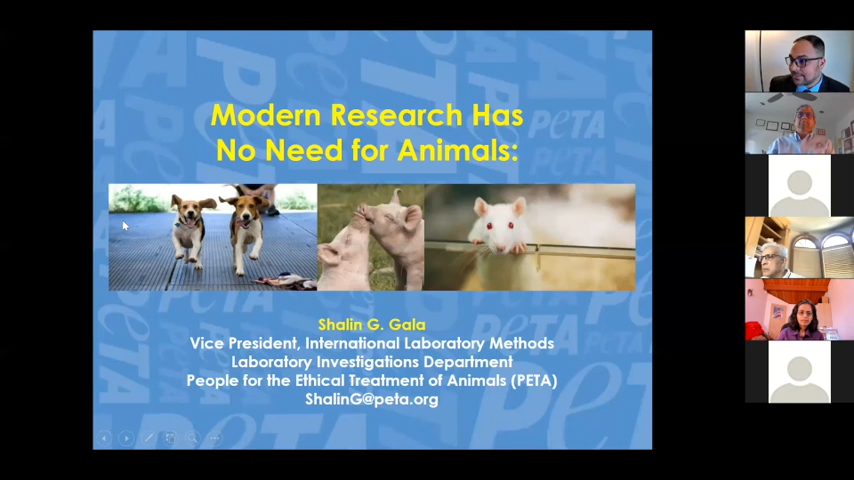 Modern Research Has
No Need for Animals:
Shalin G. Gala
Vice President, International Laboratory Methods
Laboratory Investigations Department
People for the Ethical Treatment of Animals (PETA)
ShalinG@peta.org